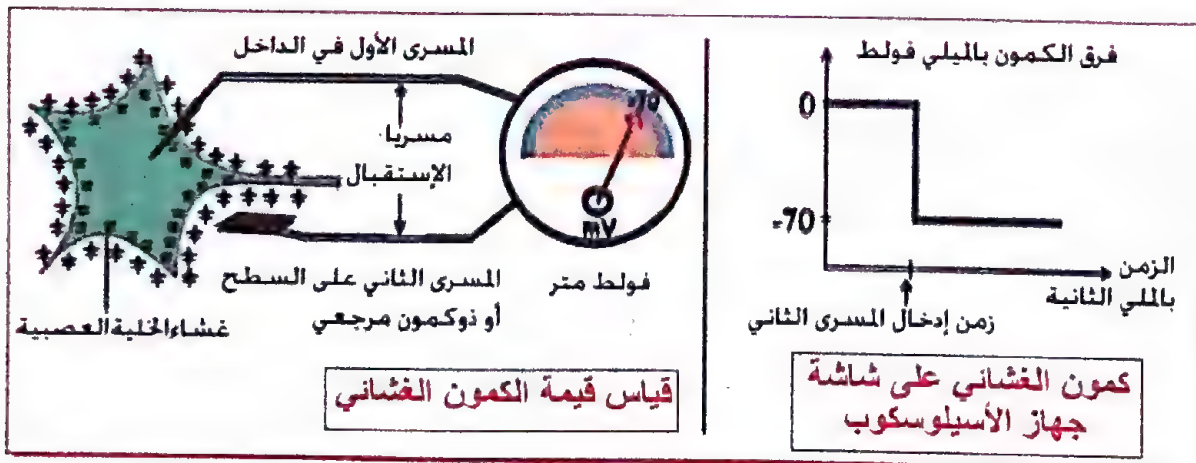 المسرى الأول في الداخل
مسريا
الإستقبال
-70
mV
فولط متر
المسرى الثاني على السطح
أو ذو كمون مرجعي
غشاء الخلية العصبية
قياس قيمة الكمون الغشائي
فرق الكمون بالميلي فولط
0
-70
الزمن
بالملي الثانية
زمن إدخال المسرى الثاني
كمون الغشائي على شاشة
جهاز الأسيلوسكوب